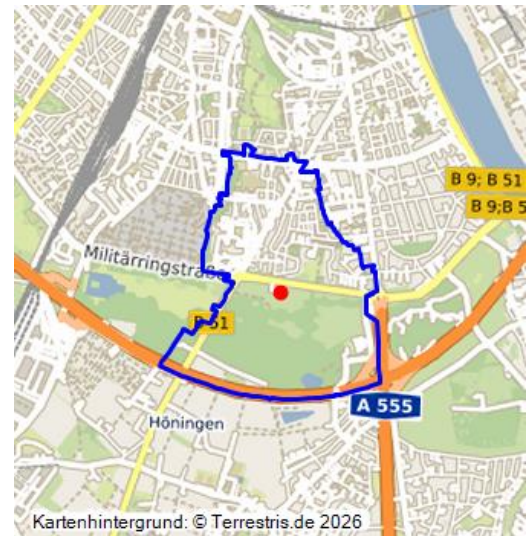 B 9; B 51
B 9;B 5
Militärringstraße
B 51
A 555
Höningen
Kartenhintergrund: © Terrestris.de 2026